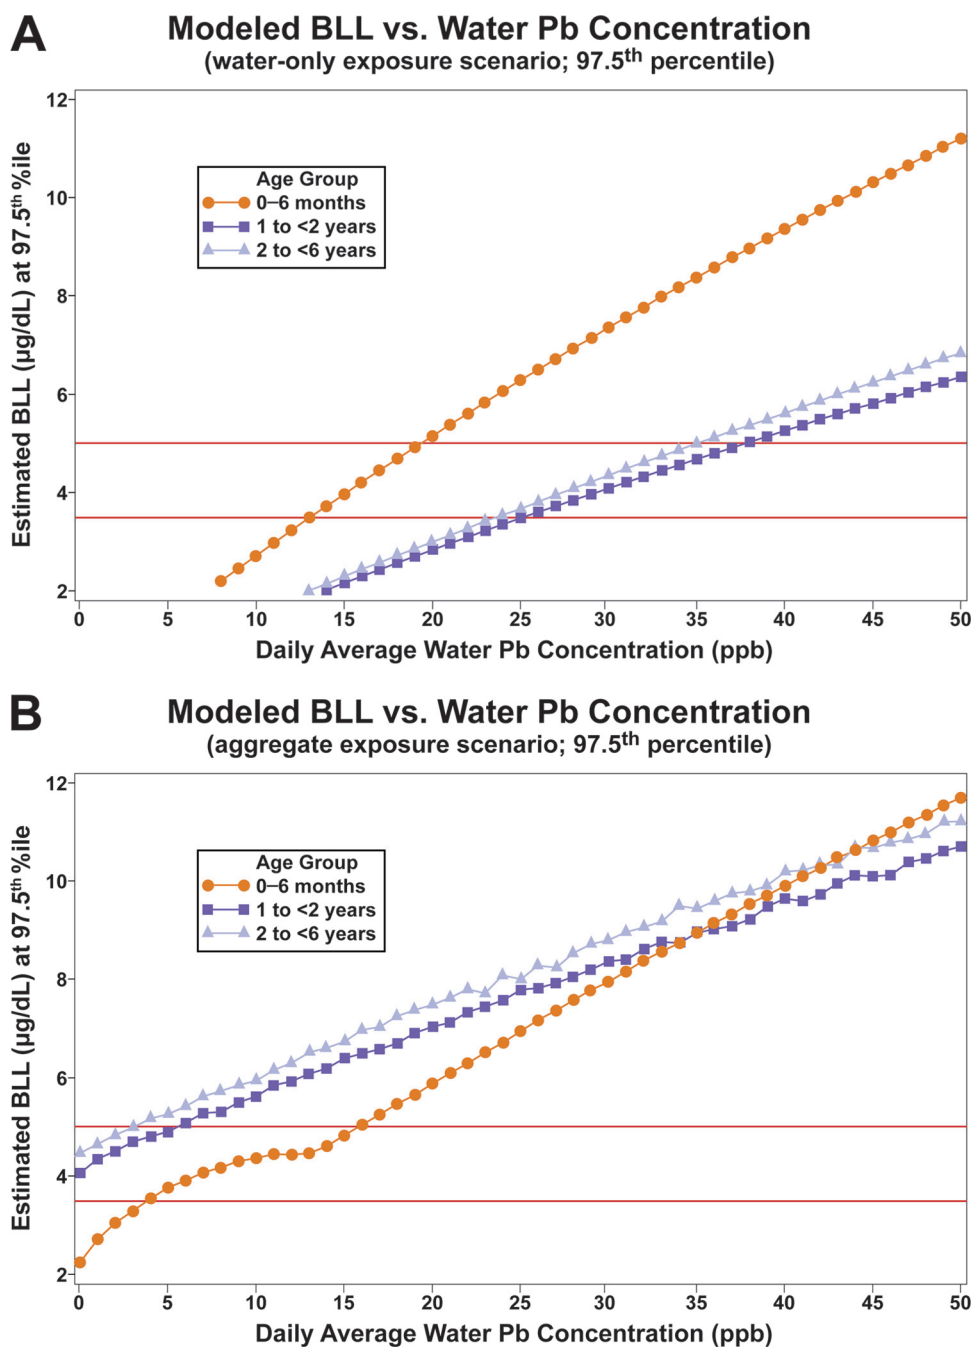 A
Modeled BLL vs. Water Pb Concentration
(water-only exposure scenario; 97.5th percentile)
Estimated BLL (µg/dL) at 97.5th %ile
12
10
8
6
4
2
Age Group
0–6 months
1 to <2 years
2 to <6 years
0 5 10 15 20 25 30 35 40 45 50
Daily Average Water Pb Concentration (ppb)
B
Modeled BLL vs. Water Pb Concentration
(aggregate exposure scenario; 97.5th percentile)
Estimated BLL (µg/dL) at 97.5th %ile
12
10
8
6
4
2
Age Group
0–6 months
1 to <2 years
2 to <6 years
0 5 10 15 20 25 30 35 40 45 50
Daily Average Water Pb Concentration (ppb)